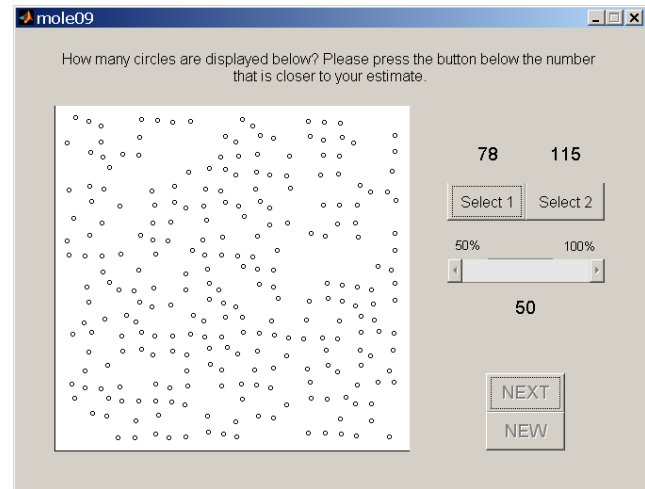 mole09
How many circles are displayed below? Please press the button below the number
that is closer to your estimate.
78 115
Select 1 Select 2
50% 100%
50
NEXT
NEW